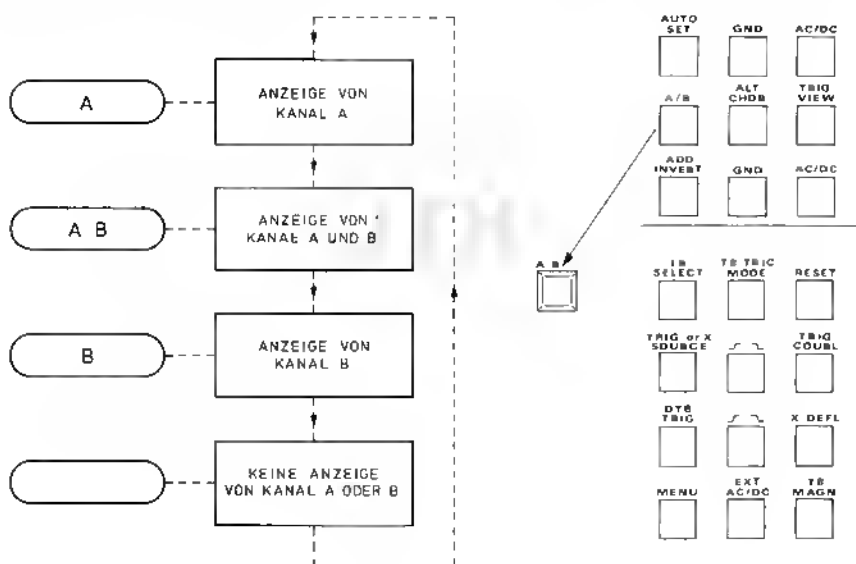 A
ANZEIGE VON
KANAL A
A B
ANZEIGE VON
KANAL A UND B
B
ANZEIGE VON
KANAL B
KEINE ANZEIGE
VON KANAL A ODER B
A B
AUTO
SET
GND
AC/DC
A/B
ALT
CHOB
TRIG
VIEW
ADD
INVERT
GND
AC/DC
TB
SELECT
TB TRIG
MODE
RESET
TRIG or X
SOURCE
TRIG
COUBL
DTB
TRIG
X DEFL
MENU
EXT
AC/DC
TB
MAGN